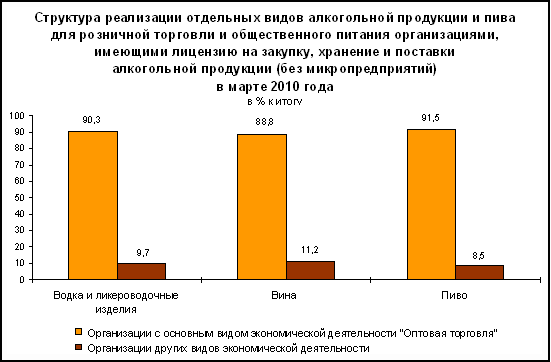 Структура реализации отдельных видов алкогольной продукции и пива
для розничной торговли и общественного питания организациями,
имеющими лицензию на закупку, хранение и поставки
алкогольной продукции (без микропредприятий)
в марте 2010 года
в % к итогу
100
90
80
70
60
50
40
30
20
10
0
90,3
9,7
88,8
11,2
91,5
8,5
Водка и ликероводочные
изделия
Вина
Пиво
Организации с основным видом экономической деятельности "Оптовая торговля"
Организации других видов экономической деятельности